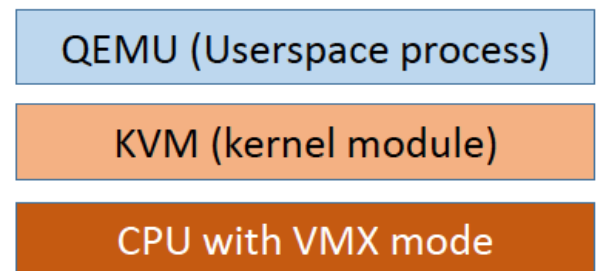 QEMU (Userspace process)
KVM (kernel module)
CPU with VMX mode